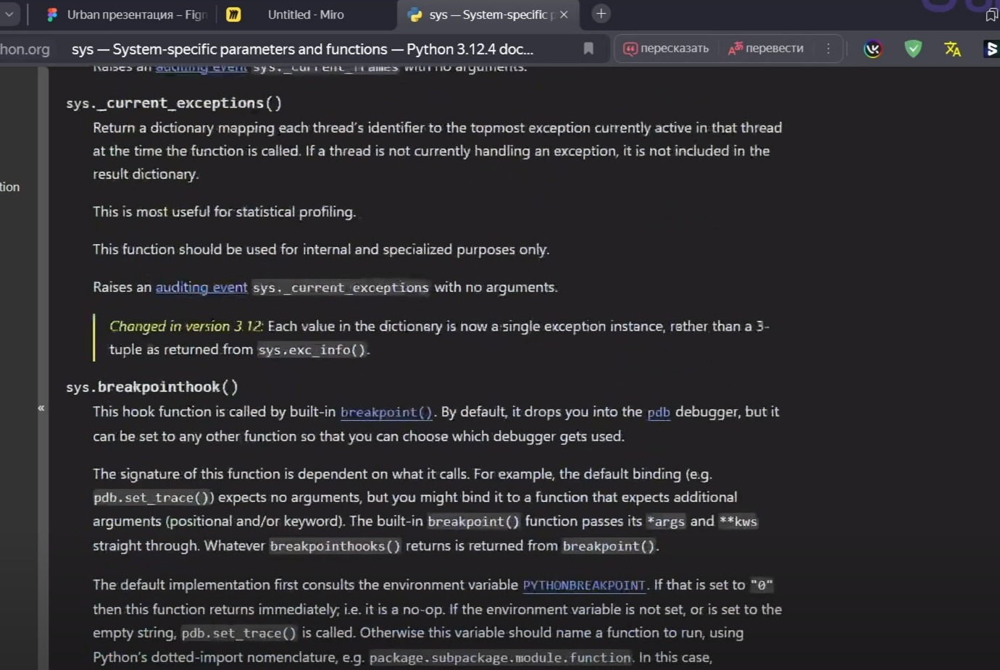 Urban презентация – Fign
Untitled - Miro
sys — System-specific p
hon.org
sys — System-specific parameters and functions — Python 3.12.4 doc...
пересказать
перевести
Raises an auditing event sys._current_frames with no arguments.
sys._current_exceptions()
Return a dictionary mapping each thread's identifier to the topmost exception currently active in that thread
at the time the function is called. If a thread is not currently handling an exception, it is not included in the
result dictionary.
tion
This is most useful for statistical profiling.
This function should be used for internal and specialized purposes only.
Raises an auditing event sys._current_exceptions with no arguments.
Changed in version 3.12: Each value in the dictionary is now a single exception instance, rather than a 3-
tuple as returned from sys.exc_info().
sys.breakpointhook()
This hook function is called by built-in breakpoint(). By default, it drops you into the pdb debugger, but it
can be set to any other function so that you can choose which debugger gets used.
The signature of this function is dependent on what it calls. For example, the default binding (e.g.
pdb.set_trace()) expects no arguments, but you might bind it to a function that expects additional
arguments (positional and/or keyword). The built-in breakpoint() function passes its *args and **kws
straight through. Whatever breakpointhooks() returns is returned from breakpoint().
The default implementation first consults the environment variable PYTHONBREAKPOINT. If that is set to "0"
then this function returns immediately; i.e. it is a no-op. If the environment variable is not set, or is set to the
empty string, pdb.set_trace() is called. Otherwise this variable should name a function to run, using
Python's dotted-import nomenclature, e.g. package.subpackage.module.function. In this case,